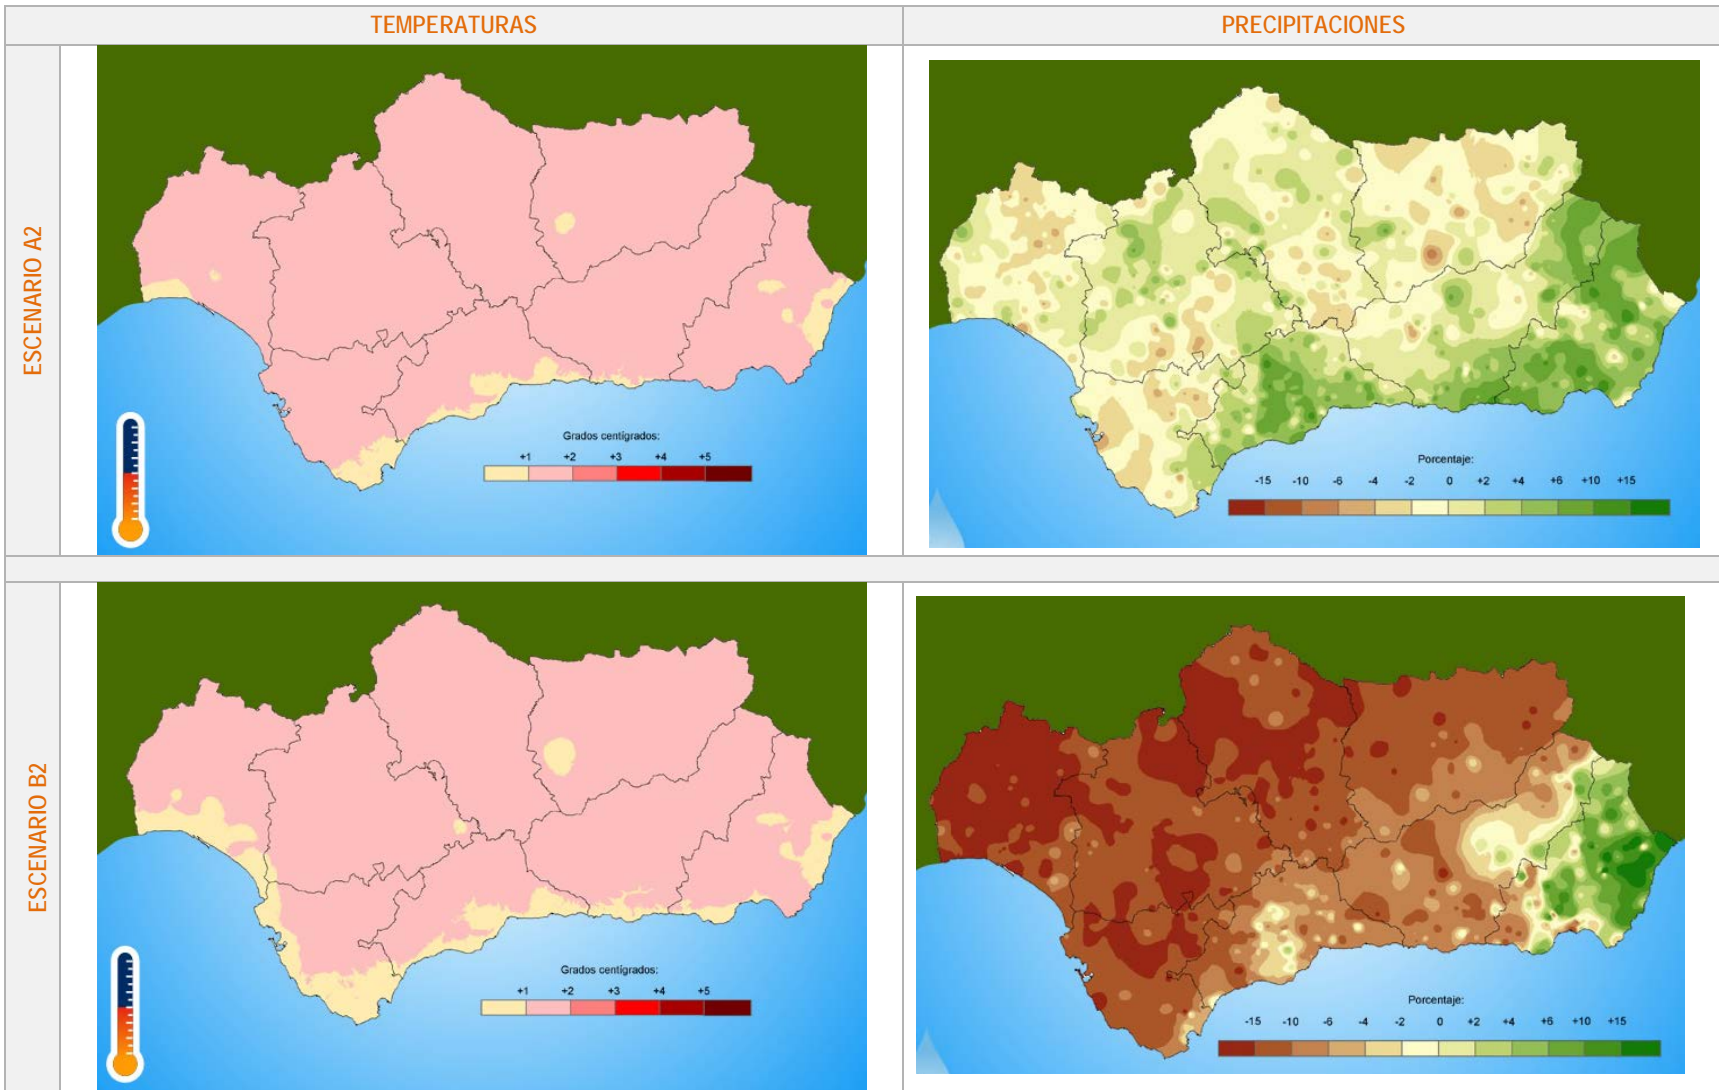 TEMPERATURAS
PRECIPITACIONES
ESCENARIO A2
Grados centígrados:
+1 +2 +3 +4 +5
Porcentaje:
-15 -10 -6 -4 -2 0 +2 +4 +6 +10 +15
ESCENARIO B2
Grados centígrados:
+1 +2 +3 +4 +5
Porcentaje:
-15 -10 -6 -4 -2 0 +2 +4 +6 +10 +15